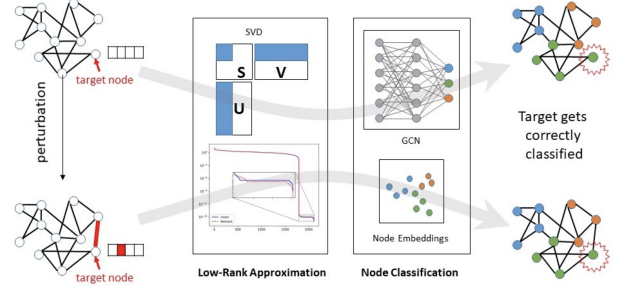 SVD
S
V
U
target node
perturbation
target node
GCN
Node Embeddings
Low-Rank Approximation
Node Classification
Target gets
correctly
classified